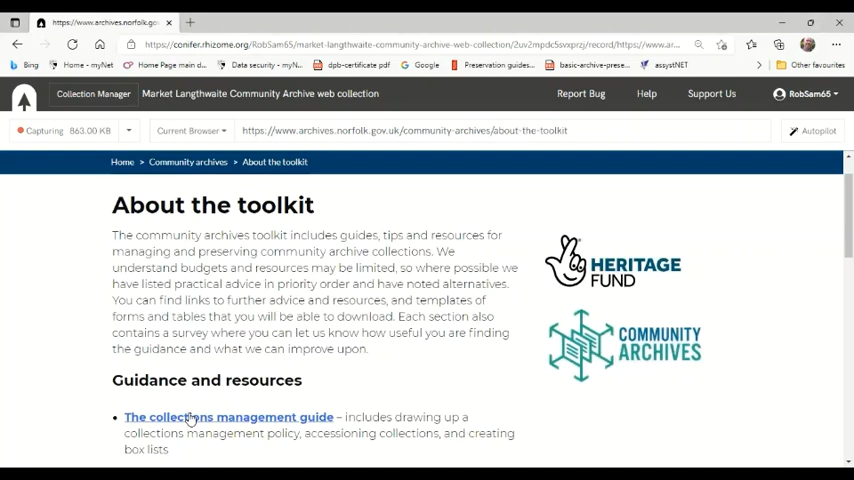 https://www.archives.norfolk.gov
https://conifer.rhizome.org/RobSam65/market-langthwaite-community-archive-web-collection/2uv2mpdc5svxprzj/record/https://www.ar...
Bing Home - myNet Home Page main d... Data security - myN... dpb-certificate pdf Google Preservation guides... basic-archive-prese... assystNET Other favourites
Collection Manager Market Langthwaite Community Archive web collection Report Bug Help Support Us RobSam65
Capturing 863.00 KB Current Browser https://www.archives.norfolk.gov.uk/community-archives/about-the-toolkit Autopilot
Home > Community archives > About the toolkit
About the toolkit
The community archives toolkit includes guides, tips and resources for
managing and preserving community archive collections. We
understand budgets and resources may be limited, so where possible we
have listed practical advice in priority order and have noted alternatives.
You can find links to further advice and resources, and templates of
forms and tables that you will be able to download. Each section also
contains a survey where you can let us know how useful you are finding
the guidance and what we can improve upon.
HERITAGE
FUND
COMMUNITY
ARCHIVES
Guidance and resources
• The collections management guide – includes drawing up a
collections management policy, accessioning collections, and creating
box lists